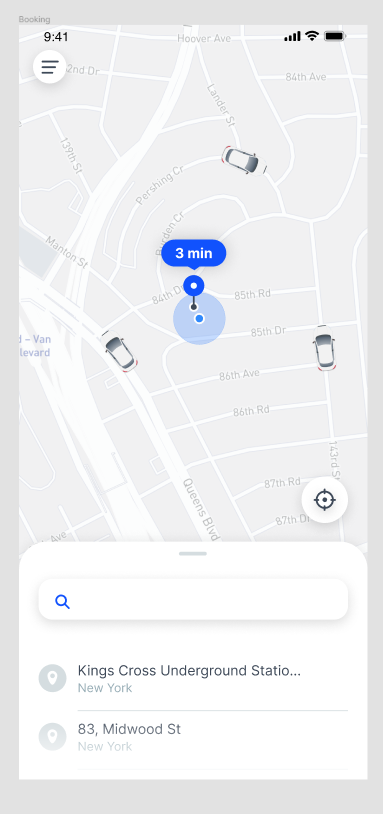 Booking
9:41
Hoover Ave
2nd Dr
84th Ave
Lander St
139th St
Pershing Cr
Borden Cr
Manton St
3 min
84th Dr
85th Rd
d – Van
levard
85th Dr
86th Ave
86th Rd
143rd St
87th Rd
Queens Blvd
87th Dr
Ave
Kings Cross Underground Statio...
New York
83, Midwood St
New York